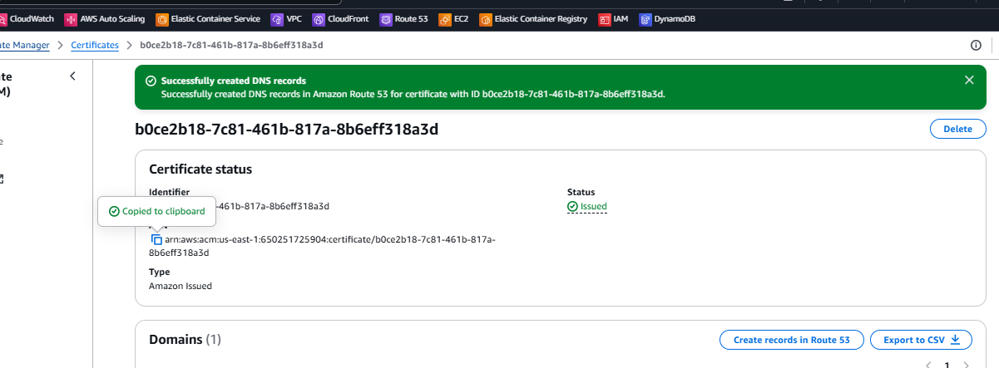 CloudWatch AWS Auto Scaling Elastic Container Service VPC CloudFront Route 53 EC2 Elastic Container Registry IAM DynamoDB
ate Manager > Certificates > b0ce2b18-7c81-461b-817a-8b6eff318a3d
te
M)
e
Successfully created DNS records
Successfully created DNS records in Amazon Route 53 for certificate with ID b0ce2b18-7c81-461b-817a-8b6eff318a3d.
b0ce2b18-7c81-461b-817a-8b6eff318a3d
Delete
Certificate status
Identifier
-461b-817a-8b6eff318a3d
Copied to clipboard
arn:aws:acm:us-east-1:650251725904:certificate/b0ce2b18-7c81-461b-817a-
8b6eff318a3d
Type
Amazon Issued
Status
Issued
Domains (1)
Create records in Route 53
Export to CSV
1